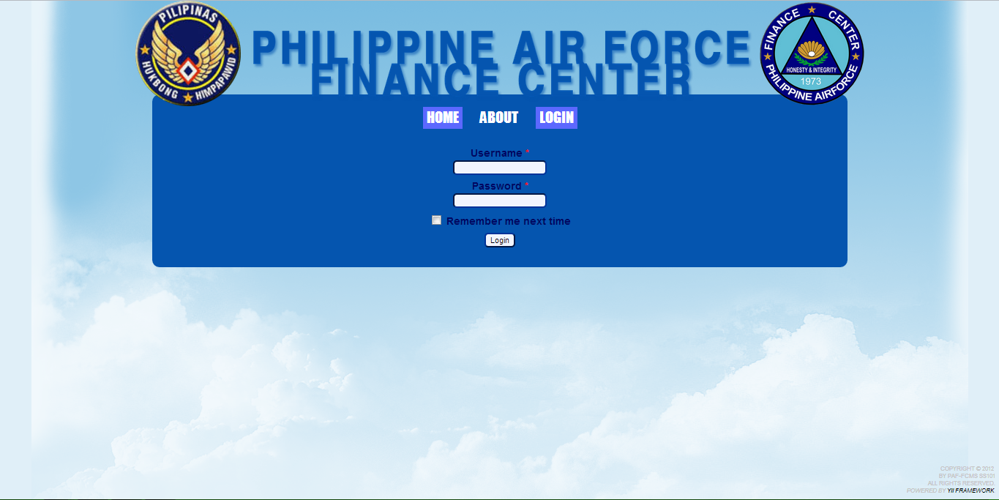 PILIPINAS
HUKBONG HIMPAPAWID
PHILIPPINE AIR FORCE
FINANCE CENTER
FINANCE CENTER
HONESTY & INTEGRITY
1973
PHILIPPINE AIRFORCE
HOME ABOUT LOGIN
Username *
Password *
Remember me next time
Login
COPYRIGHT © 2012
BY PAF-FCMS SS101
ALL RIGHTS RESERVED.
POWERED BY YII FRAMEWORK.